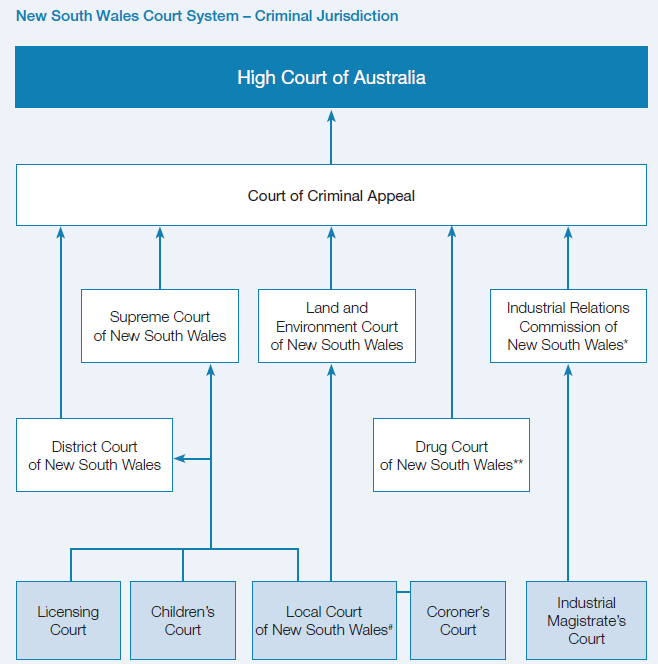 New South Wales Court System – Criminal Jurisdiction
High Court of Australia
Court of Criminal Appeal
Supreme Court
of New South Wales
Land and
Environment Court
of New South Wales
Industrial Relations
Commission of
New South Wales*
District Court
of New South Wales
Drug Court
of New South Wales**
Licensing
Court
Children's
Court
Local Court
of New South Wales#
Coroner's
Court
Industrial
Magistrate's
Court